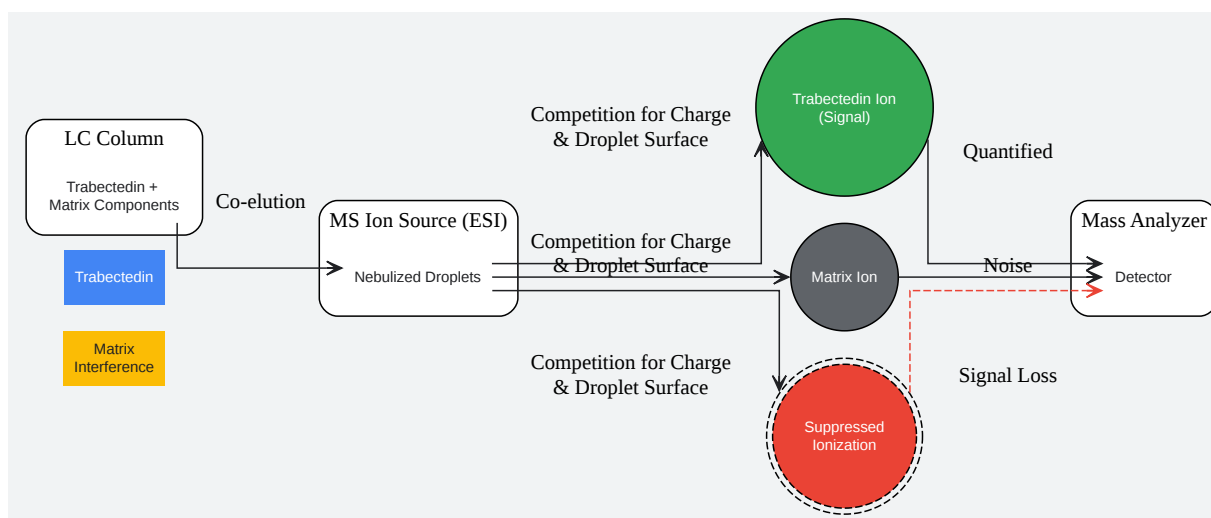 LC Column
Trabectedin +
Matrix Components
Trabectedin
Matrix
Interference
Co-elution
MS Ion Source (ESI)
Nebulized Droplets
Competition for Charge
& Droplet Surface
Competition for Charge
& Droplet Surface
Competition for Charge
& Droplet Surface
Trabectedin Ion
(Signal)
Matrix Ion
Suppressed
Ionization
Quantified
Noise
Signal Loss
Mass Analyzer
Detector